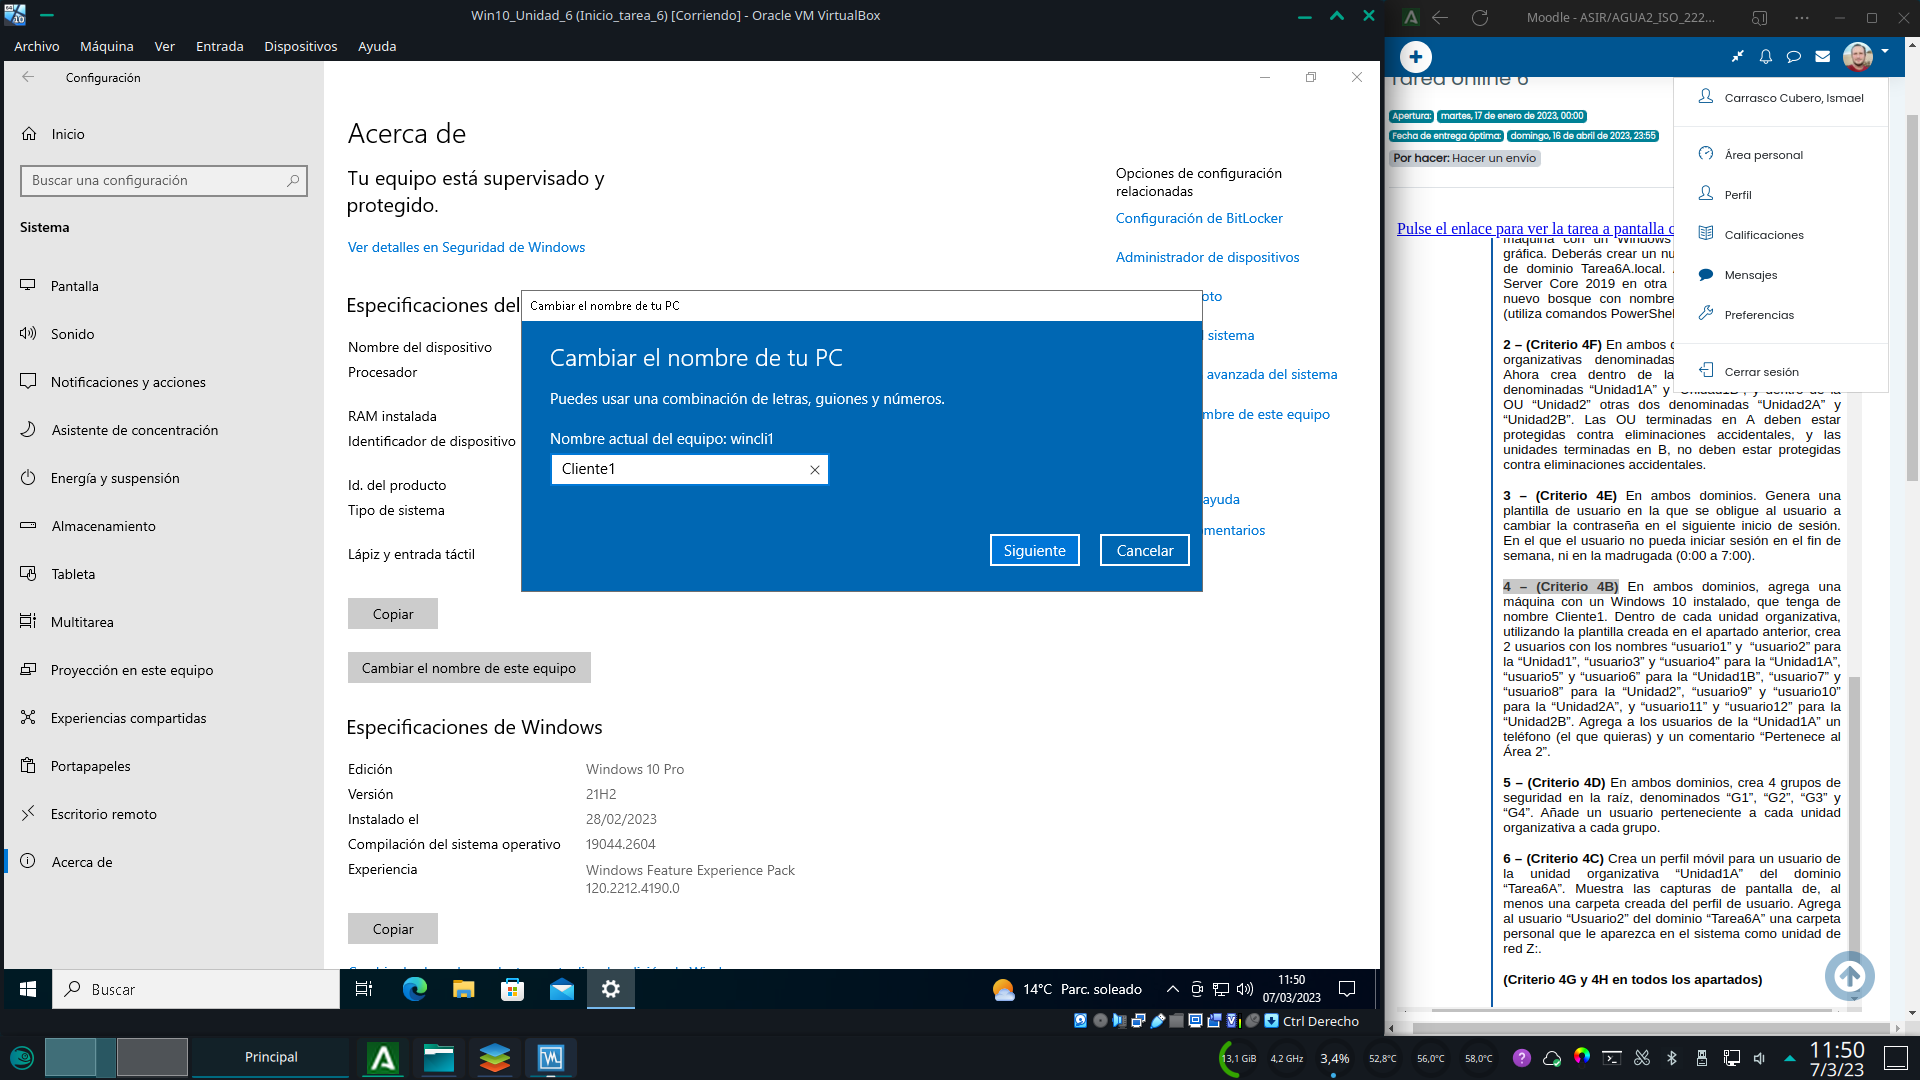 Win10_Unidad_6 (Inicio_tarea_6) [Corriendo] - Oracle VM VirtualBox
Archivo Máquina Ver Entrada Dispositivos Ayuda
Configuración
Inicio
Buscar una configuración
Sistema
Pantalla
Sonido
Notificaciones y acciones
Asistente de concentración
Energía y suspensión
Almacenamiento
Tableta
Multitarea
Proyección en este equipo
Experiencias compartidas
Portapapeles
Escritorio remoto
Acerca de
Acerca de
Tu equipo está supervisado y
protegido.
Ver detalles en Seguridad de Windows
Especificaciones del
Nombre del dispositivo
Procesador
RAM instalada
Identificador de dispositivo
Id. del producto
Tipo de sistema
Lápiz y entrada táctil
Copiar
Cambiar el nombre de este equipo
Especificaciones de Windows
Edición Windows 10 Pro
Versión 21H2
Instalado el 28/02/2023
Compilación del sistema operativo 19044.2604
Experiencia Windows Feature Experience Pack
120.2212.4190.0
Copiar
Opciones de configuración
relacionadas
Configuración de BitLocker
Administrador de dispositivos
oto
l sistema
avanzada del sistema
mbre de este equipo
ayuda
mentarios
Cambiar el nombre de tu PC
Cambiar el nombre de tu PC
Puedes usar una combinación de letras, guiones y números.
Nombre actual del equipo: wincli1
Cliente1
Siguiente Cancelar
Buscar
14°C Parc. soleado
11:50
07/03/2023
Ctrl Derecho
Moodle - ASIR/AGUA2_ISO_222...
Tarea online 6
Apertura: martes, 17 de enero de 2023, 00:00
Fecha de entrega óptima: domingo, 16 de abril de 2023, 23:55
Por hacer: Hacer un envío
Carrasco Cubero, Ismael
Área personal
Perfil
Calificaciones
Mensajes
Preferencias
Cerrar sesión
Pulse el enlace para ver la tarea a pantalla c
máquina con un Windows
gráfica. Deberás crear un nu
de dominio Tarea6A.local.
Server Core 2019 en otra
nuevo bosque con nombre
(utiliza comandos PowerShel
2 – (Criterio 4F) En ambos d
organizativas denominadas
Ahora crea dentro de la
denominadas “Unidad1A” y “Unidad1B”, y dentro de la
OU “Unidad2” otras dos denominadas “Unidad2A” y
“Unidad2B”. Las OU terminadas en A deben estar
protegidas contra eliminaciones accidentales, y las
unidades terminadas en B, no deben estar protegidas
contra eliminaciones accidentales.
3 – (Criterio 4E) En ambos dominios. Genera una
plantilla de usuario en la que se obligue al usuario a
cambiar la contraseña en el siguiente inicio de sesión.
En el que el usuario no pueda iniciar sesión en el fin de
semana, ni en la madrugada (0:00 a 7:00).
4 – (Criterio 4B) En ambos dominios, agrega una
máquina con un Windows 10 instalado, que tenga de
nombre Cliente1. Dentro de cada unidad organizativa,
utilizando la plantilla creada en el apartado anterior, crea
2 usuarios con los nombres “usuario1” y “usuario2” para
la “Unidad1”, “usuario3” y “usuario4” para la “Unidad1A”,
“usuario5” y “usuario6” para la “Unidad1B”, “usuario7” y
“usuario8” para la “Unidad2”, “usuario9” y “usuario10”
para la “Unidad2A”, y “usuario11” y “usuario12” para la
“Unidad2B”. Agrega a los usuarios de la “Unidad1A” un
teléfono (el que quieras) y un comentario “Pertenece al
Área 2”.
5 – (Criterio 4D) En ambos dominios, crea 4 grupos de
seguridad en la raíz, denominados “G1”, “G2”, “G3” y
“G4”. Añade un usuario perteneciente a cada unidad
organizativa a cada grupo.
6 – (Criterio 4C) Crea un perfil móvil para un usuario de
la unidad organizativa “Unidad1A” del dominio
“Tarea6A”. Muestra las capturas de pantalla de, al
menos una carpeta creada del perfil de usuario. Agrega
al usuario “Usuario2” del dominio “Tarea6A” una carpeta
personal que le aparezca en el sistema como unidad de
red Z:.
(Criterio 4G y 4H en todos los apartados)
Principal
13,1 GiB 4,2 GHz 3,4% 52,8°C 56,0°C 58,0°C
11:50
7/3/23